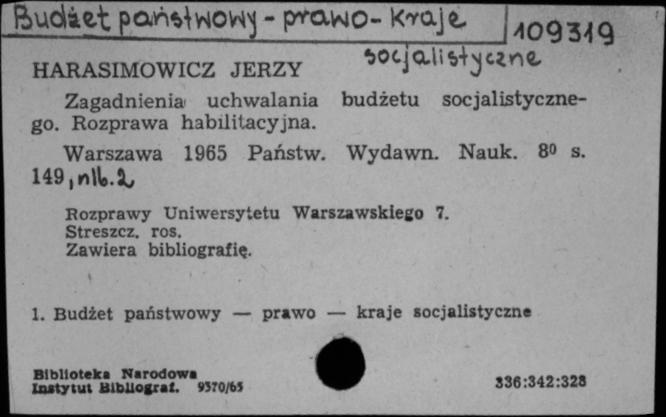 Budżet państwowy - prawo - kraje
109319
socjalistyczne
HARASIMOWICZ JERZY
Zagadnienia uchwalania budżetu socjalistyczne-
go. Rozprawa habilitacyjna.
Warszawa 1965 Państw. Wydawn. Nauk. 8⁰ s.
149, nlb. 2
Rozprawy Uniwersytetu Warszawskiego 7.
Streszcz. ros.
Zawiera bibliografię.
1. Budżet państwowy — prawo — kraje socjalistyczne
Biblioteka Narodowa
Instytut Bibliograf. 9370/65
336:342:328